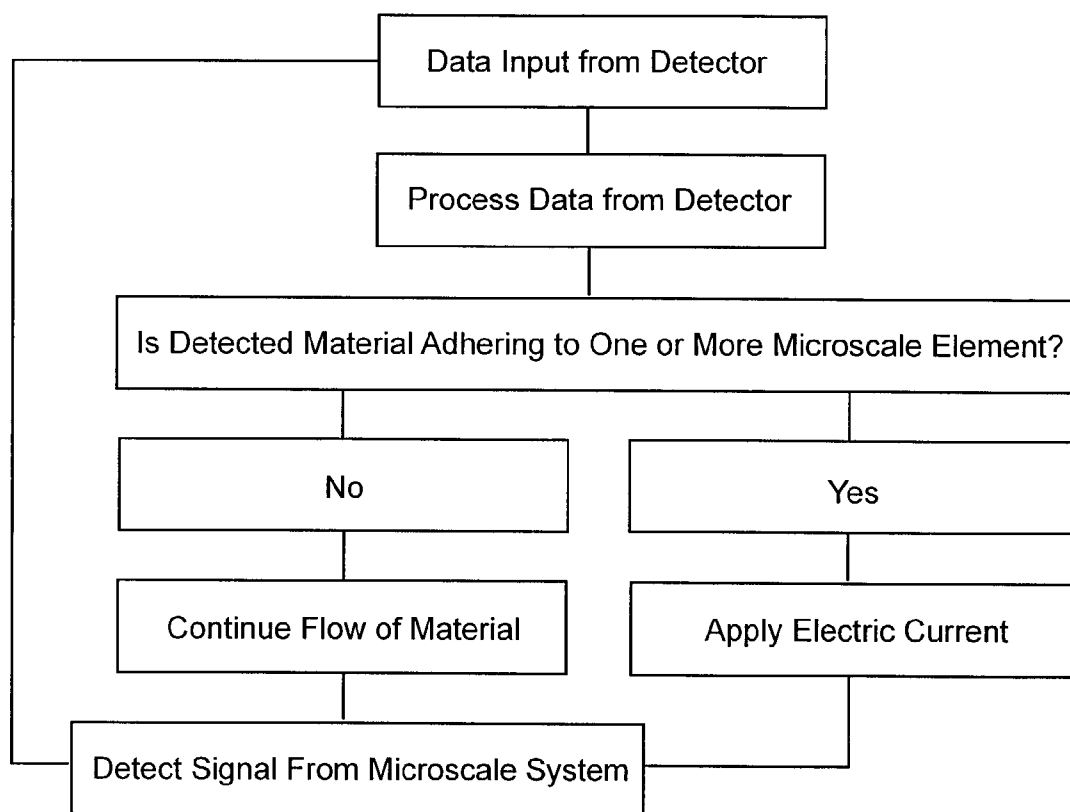 Data Input from Detector
Process Data from Detector
Is Detected Material Adhering to One or More Microscale Element?
No
Yes
Continue Flow of Material
Apply Electric Current
Detect Signal From Microscale System